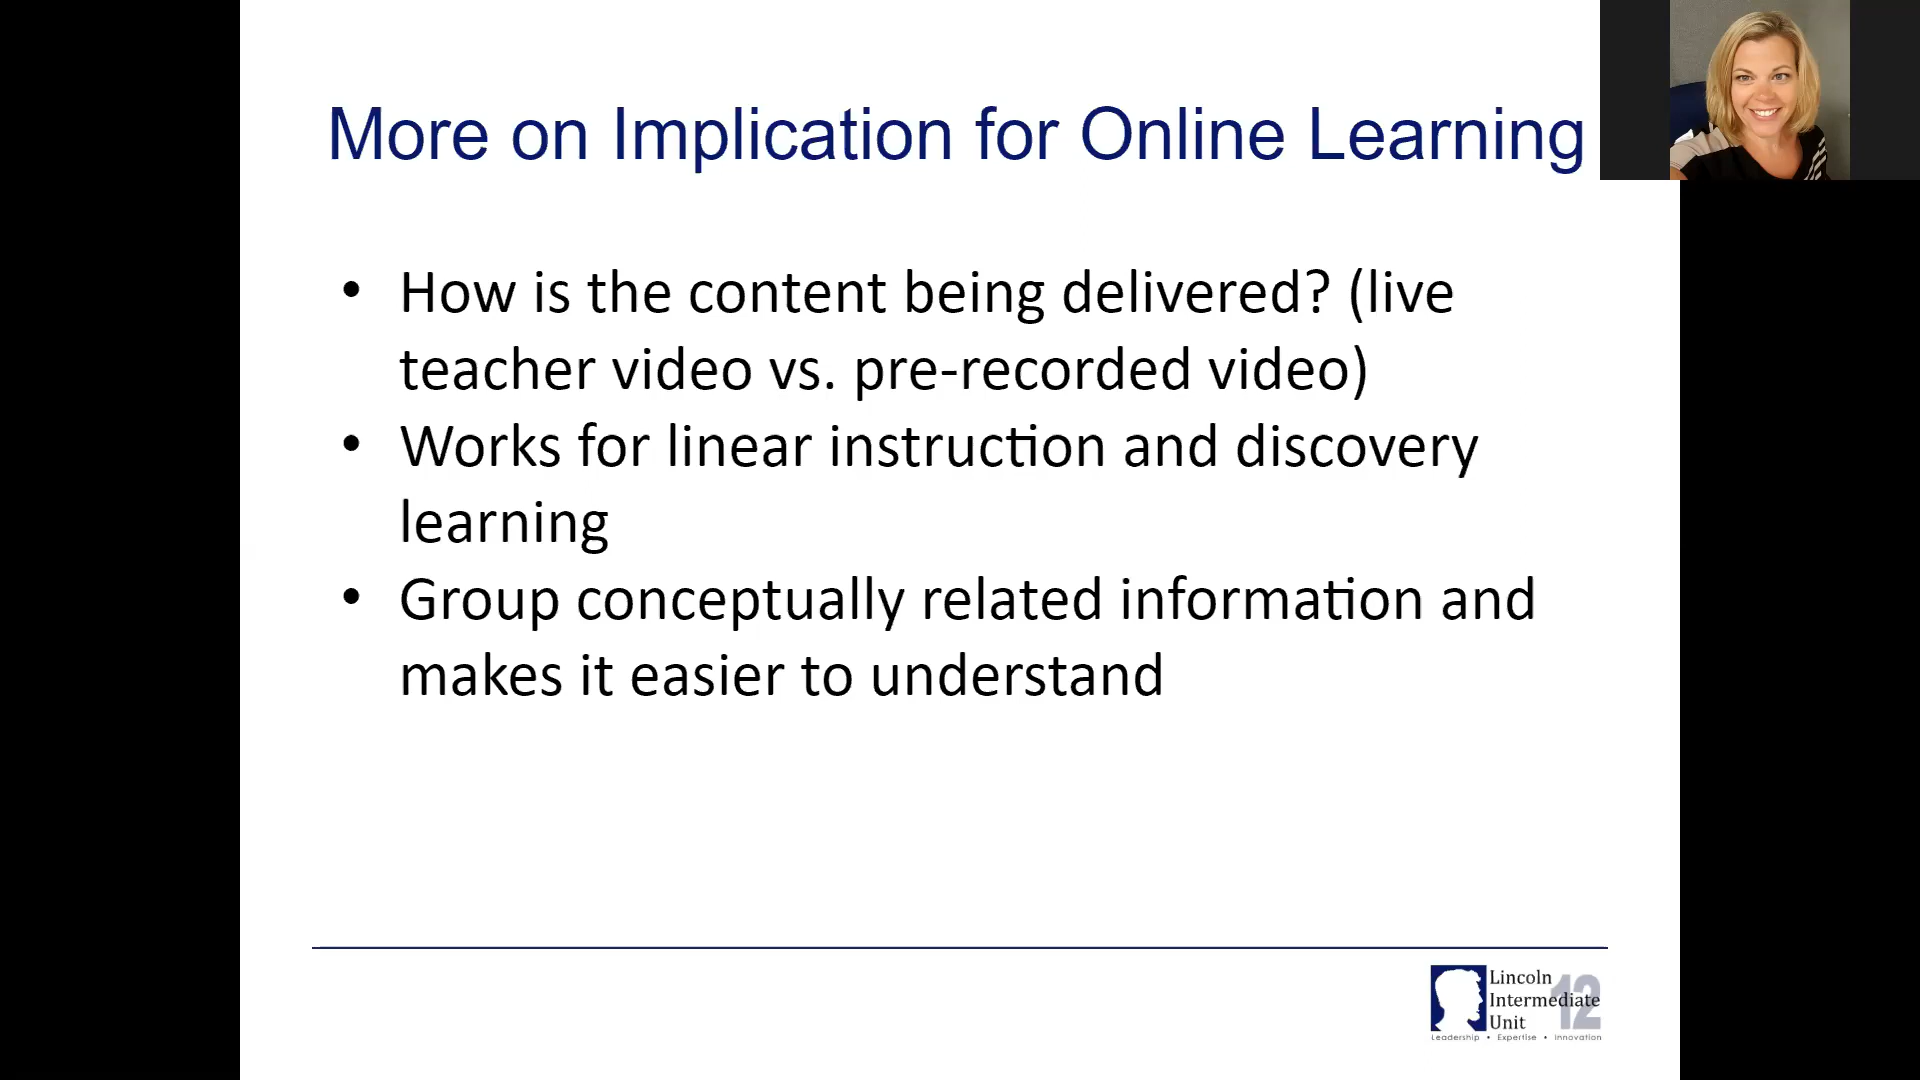 More on Implication for Online Learning
• How is the content being delivered? (live
teacher video vs. pre-recorded video)
• Works for linear instruction and discovery
learning
• Group conceptually related information and
makes it easier to understand
Lincoln
Intermediate
Unit
12
Leadership • Expertise • Innovation